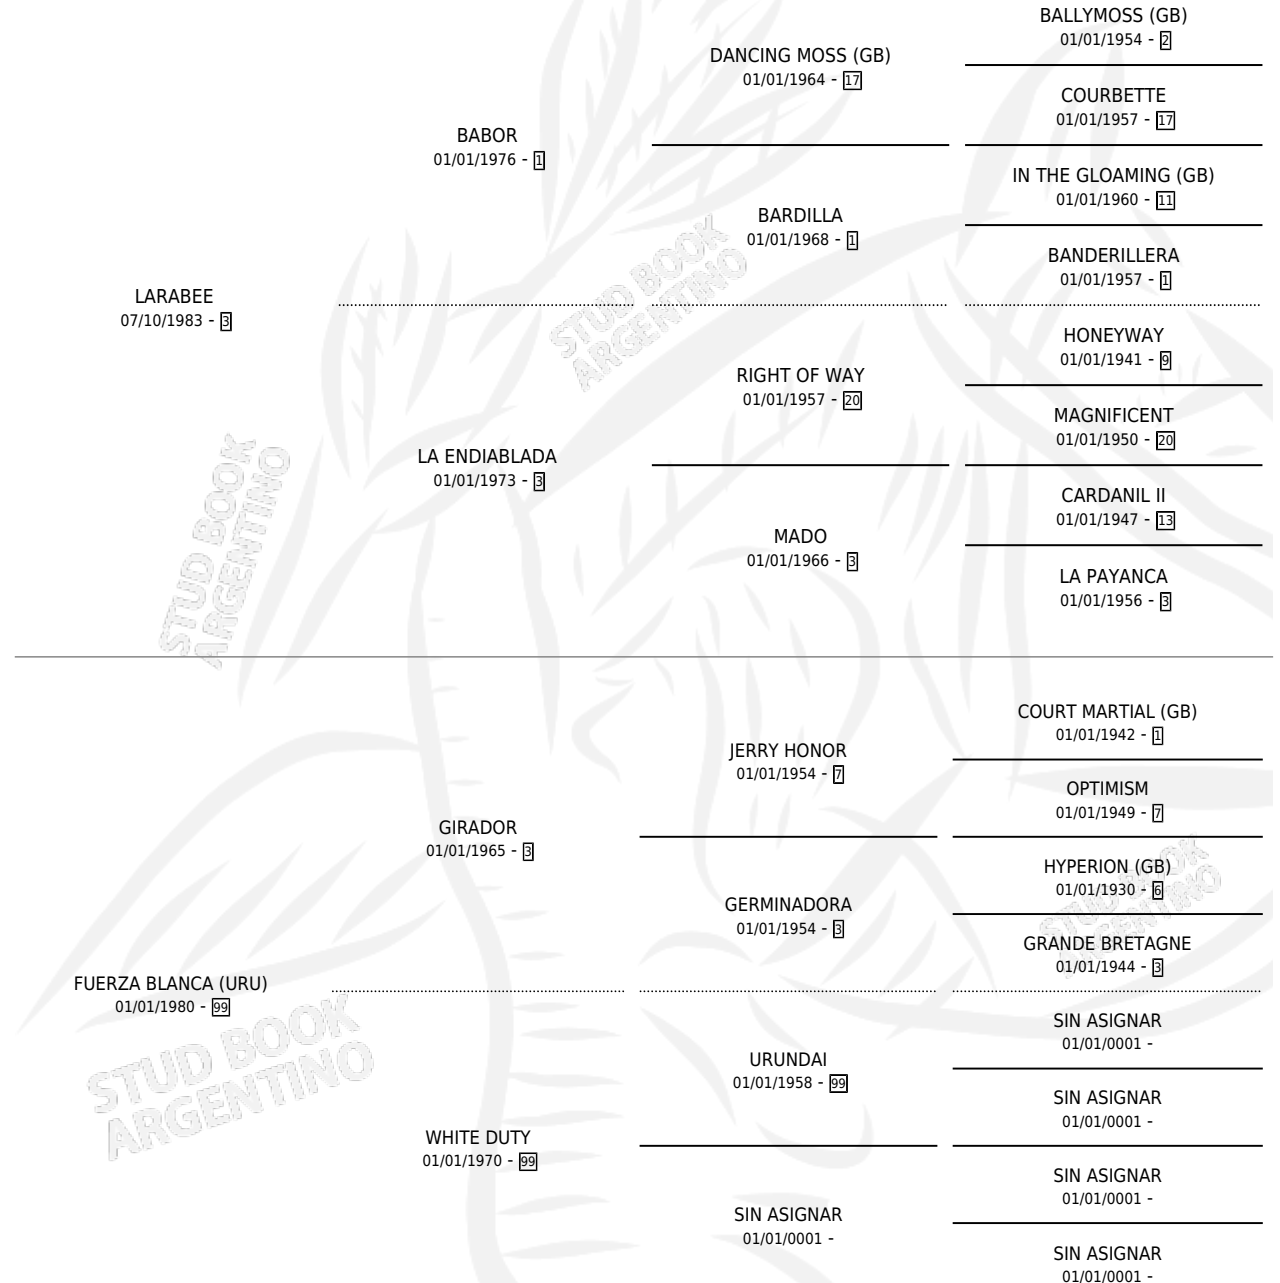 BALLYMOSS (GB)
01/01/1954 - 2
DANCING MOSS (GB)
01/01/1964 - 17
COURBETTE
01/01/1957 - 17
BABOR
01/01/1976 - 1
IN THE GLOAMING (GB)
01/01/1960 - 11
BARDILLA
01/01/1968 - 1
BANDERILLERA
01/01/1957 - 1
LARABEE
07/10/1983 - 3
HONEYWAY
01/01/1941 - 9
RIGHT OF WAY
01/01/1957 - 20
MAGNIFICENT
01/01/1950 - 20
LA ENDIABLADA
01/01/1973 - 3
CARDANIL II
01/01/1947 - 13
MADO
01/01/1966 - 3
LA PAYANCA
01/01/1956 - 3
COURT MARTIAL (GB)
01/01/1942 - 1
JERRY HONOR
01/01/1954 - 7
OPTIMISM
01/01/1949 - 7
GIRADOR
01/01/1965 - 3
HYPERION (GB)
01/01/1930 - 6
GERMINADORA
01/01/1954 - 3
GRANDE BRETAGNE
01/01/1944 - 3
FUERZA BLANCA (URU)
01/01/1980 - 99
SIN ASIGNAR
01/01/0001 -
URUNDAI
01/01/1958 - 99
SIN ASIGNAR
01/01/0001 -
WHITE DUTY
01/01/1970 - 99
SIN ASIGNAR
01/01/0001 -
SIN ASIGNAR
01/01/0001 -
SIN ASIGNAR
01/01/0001 -
STUD BOOK
ARGENTINO
STUD BOOK
ARGENTINO
STUD BOOK
ARGENTINO
STUD BOOK
ARGENTINO